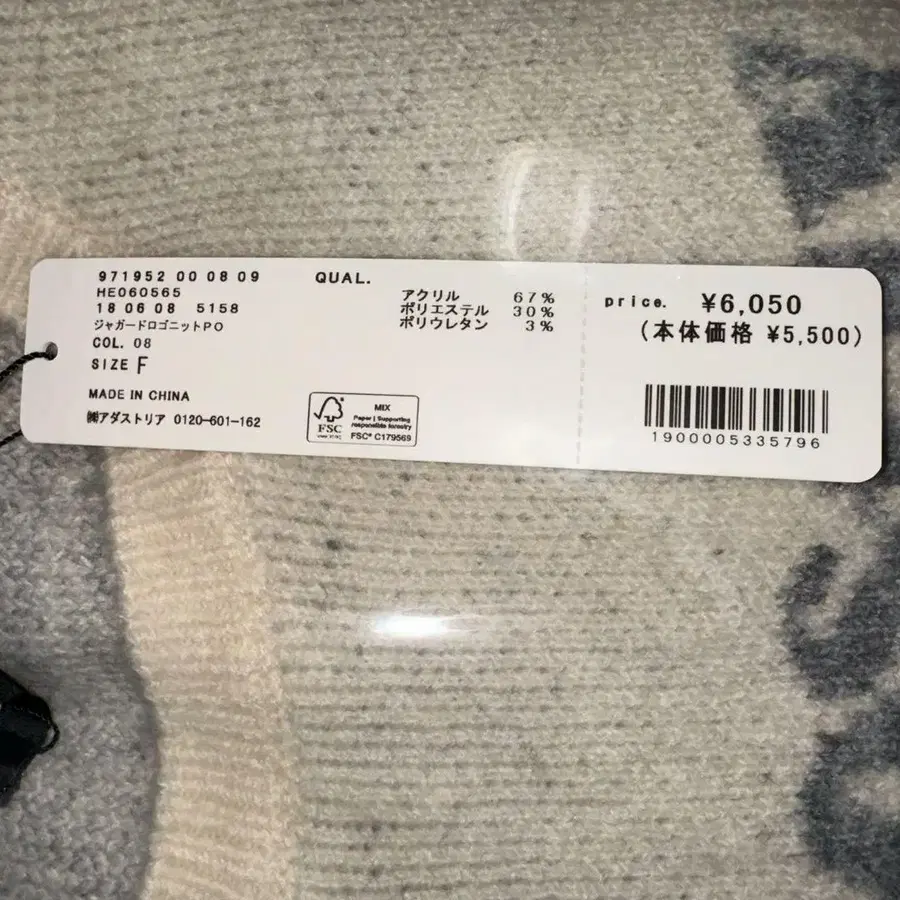 971952 00 08 09
HE060565
18 06 08 5158
ジャガードロゴニットPO
COL. 08
SIZE F
MADE IN CHINA
㈱アダストリア 0120-601-162
QUAL.
アクリル 67%
ポリエステル 30%
ポリウレタン 3%
FSC
MIX
Paper | Supporting
responsible forestry
FSC® C179569
price. ¥6,050
(本体価格 ¥5,500)
1900005335796